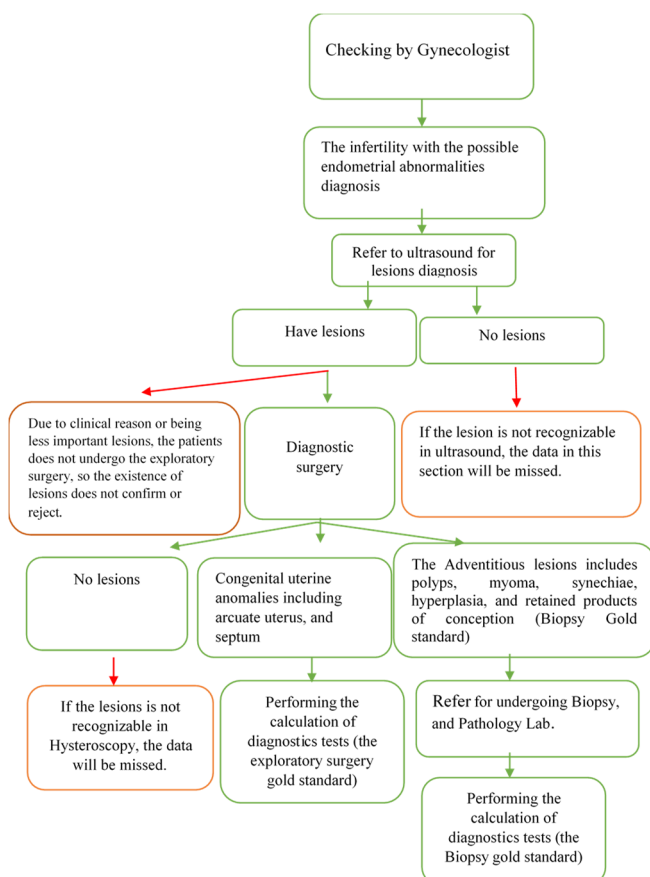 Checking by Gynecologist
The infertility with the possible
endometrial abnormalities
diagnosis
Refer to ultrasound for
lesions diagnosis
Have lesions
No lesions
Due to clinical reason or being
less important lesions, the patients
does not undergo the exploratory
surgery, so the existence of
lesions does not confirm or
reject.
Diagnostic
surgery
If the lesion is not recognizable
in ultrasound, the data in this
section will be missed.
No lesions
Congenital uterine
anomalies including
arcuate uterus, and
septum
The Adventitious lesions includes
polyps, myoma, synechiae,
hyperplasia, and retained products
of conception (Biopsy Gold
standard)
If the lesions is not
recognizable in
Hysteroscopy, the data
will be missed.
Performing the
calculation of
diagnostics tests (the
exploratory surgery
gold standard)
Refer for undergoing Biopsy,
and Pathology Lab.
Performing the
calculation of
diagnostics tests (the
Biopsy gold standard)